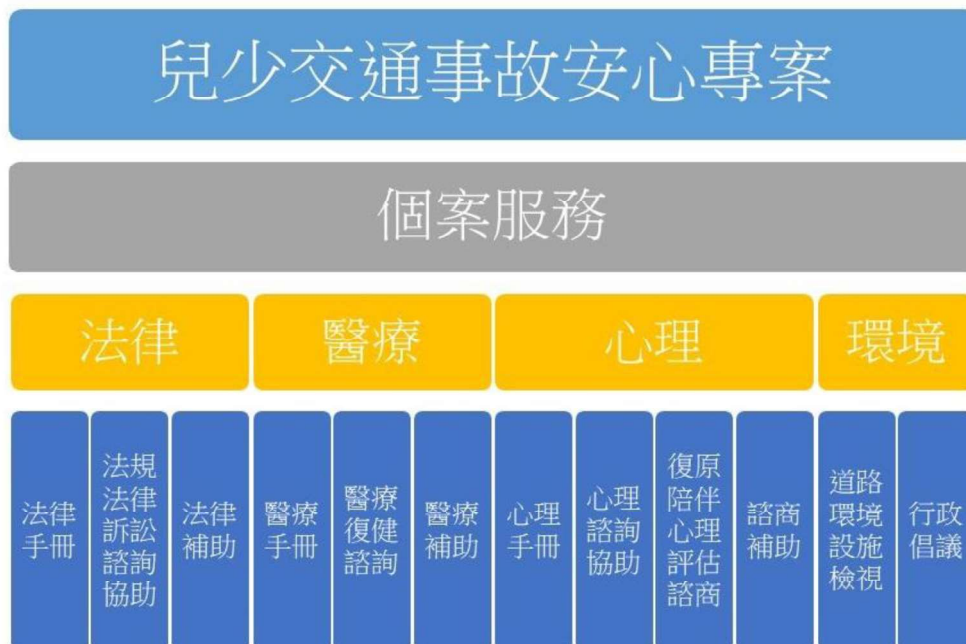 兒少交通事故安心專案
個案服務
法律
醫療
心理
環境
法律
手冊
法規
法律
訴訟
諮詢
協助
法律
補助
醫療
手冊
醫療
復健
諮詢
醫療
補助
心理
手冊
心理
諮詢
協助
復原
陪伴
心理
評估
諮商
諮商
補助
道路
環境
設施
檢視
行政
倡議